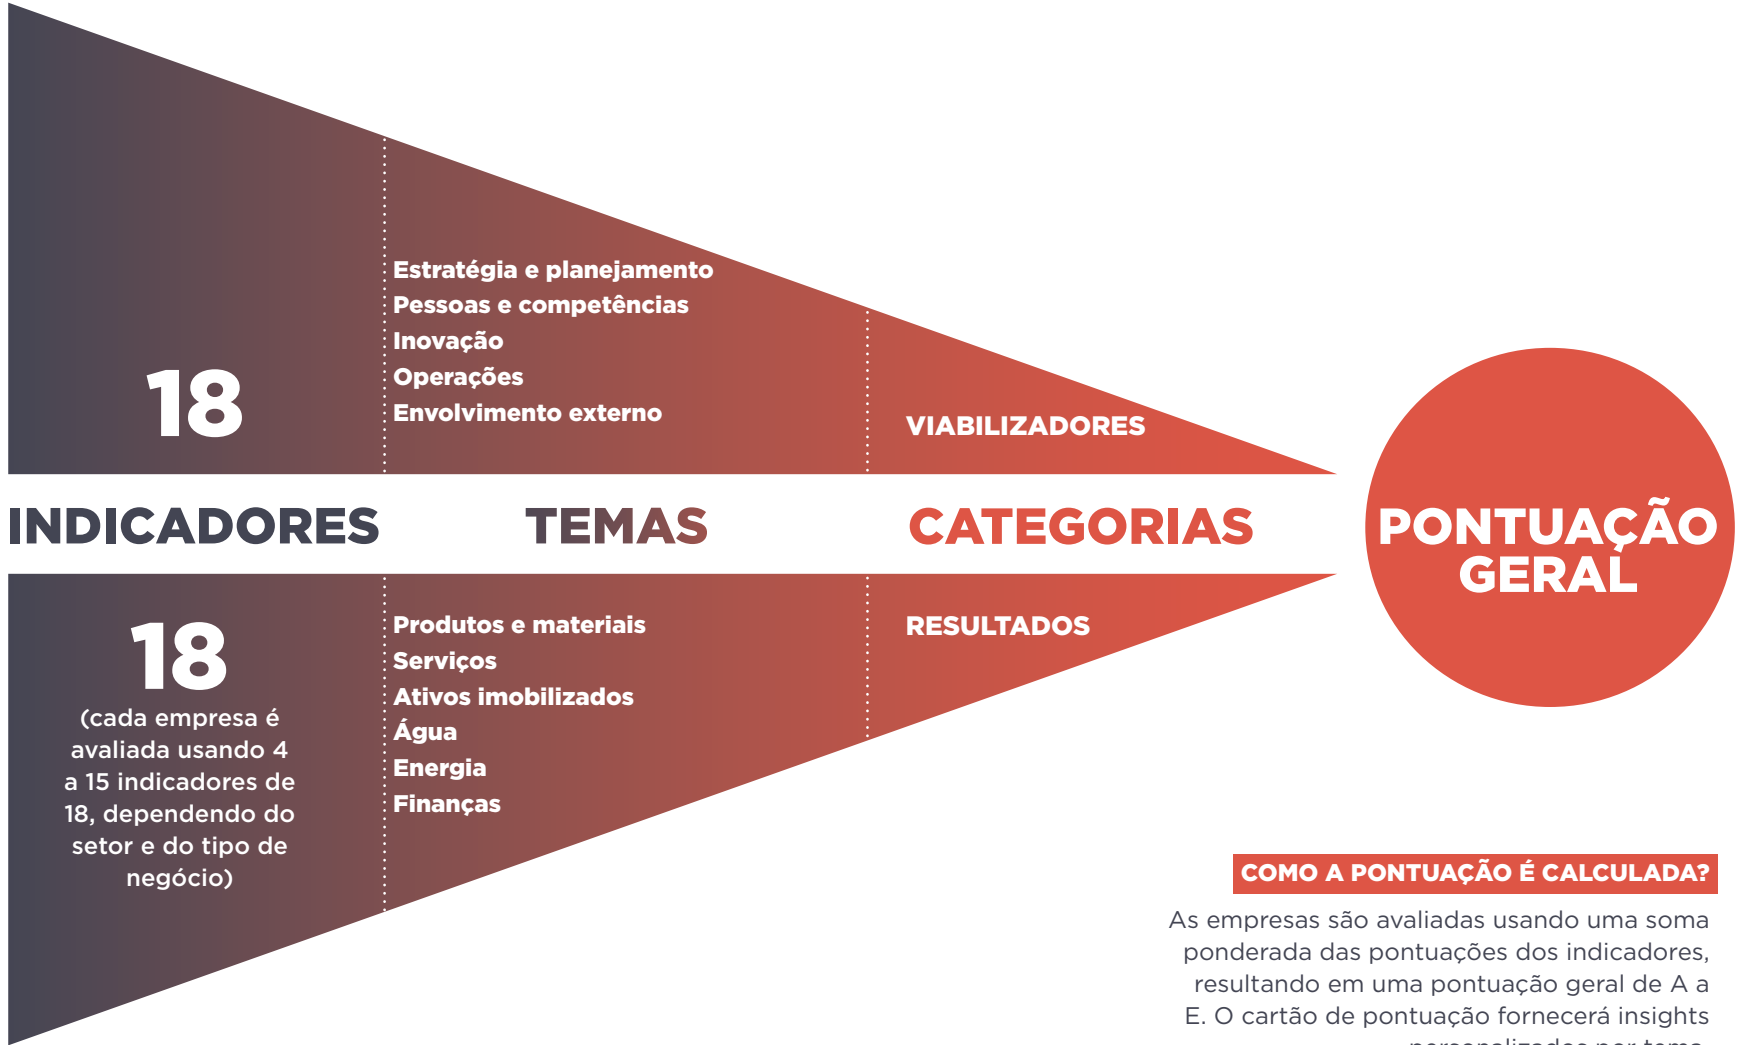 18
Estratégia e planejamento
Pessoas e competências
Inovação
Operações
Envolvimento externo
VIABILIZADORES
INDICADORES
TEMAS
CATEGORIAS
PONTUAÇÃO
GERAL
18
(cada empresa é
avaliada usando 4
a 15 indicadores de
18, dependendo do
setor e do tipo de
negócio)
Produtos e materiais
Serviços
Ativos imobilizados
Água
Energia
Finanças
RESULTADOS
COMO A PONTUAÇÃO É CALCULADA?
As empresas são avaliadas usando uma soma
ponderada das pontuações dos indicadores,
resultando em uma pontuação geral de A a
E. O cartão de pontuação fornecerá insights
personalizados por tema.